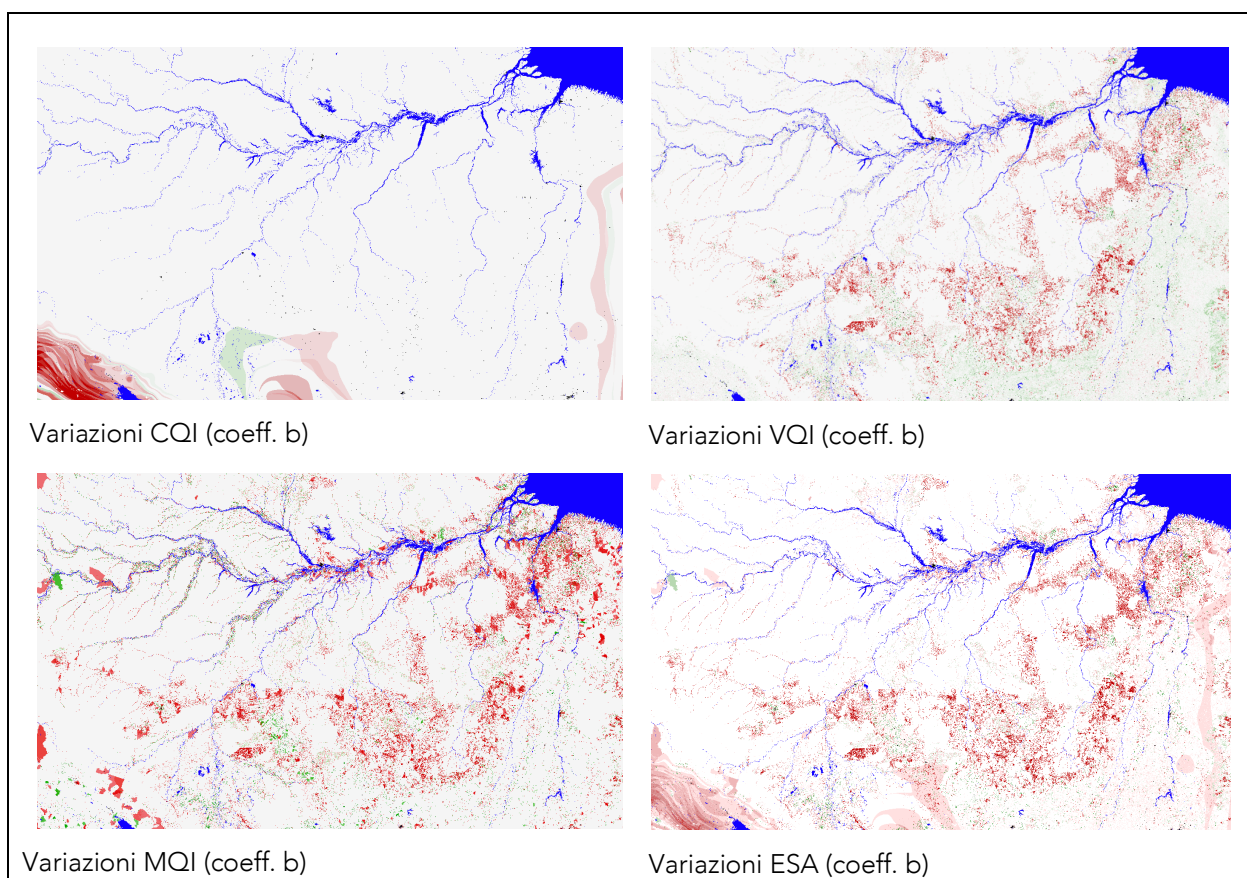 Variazioni CQI (coeff. b)
Variazioni VQI (coeff. b)
Variazioni MQI (coeff. b)
Variazioni ESA (coeff. b)